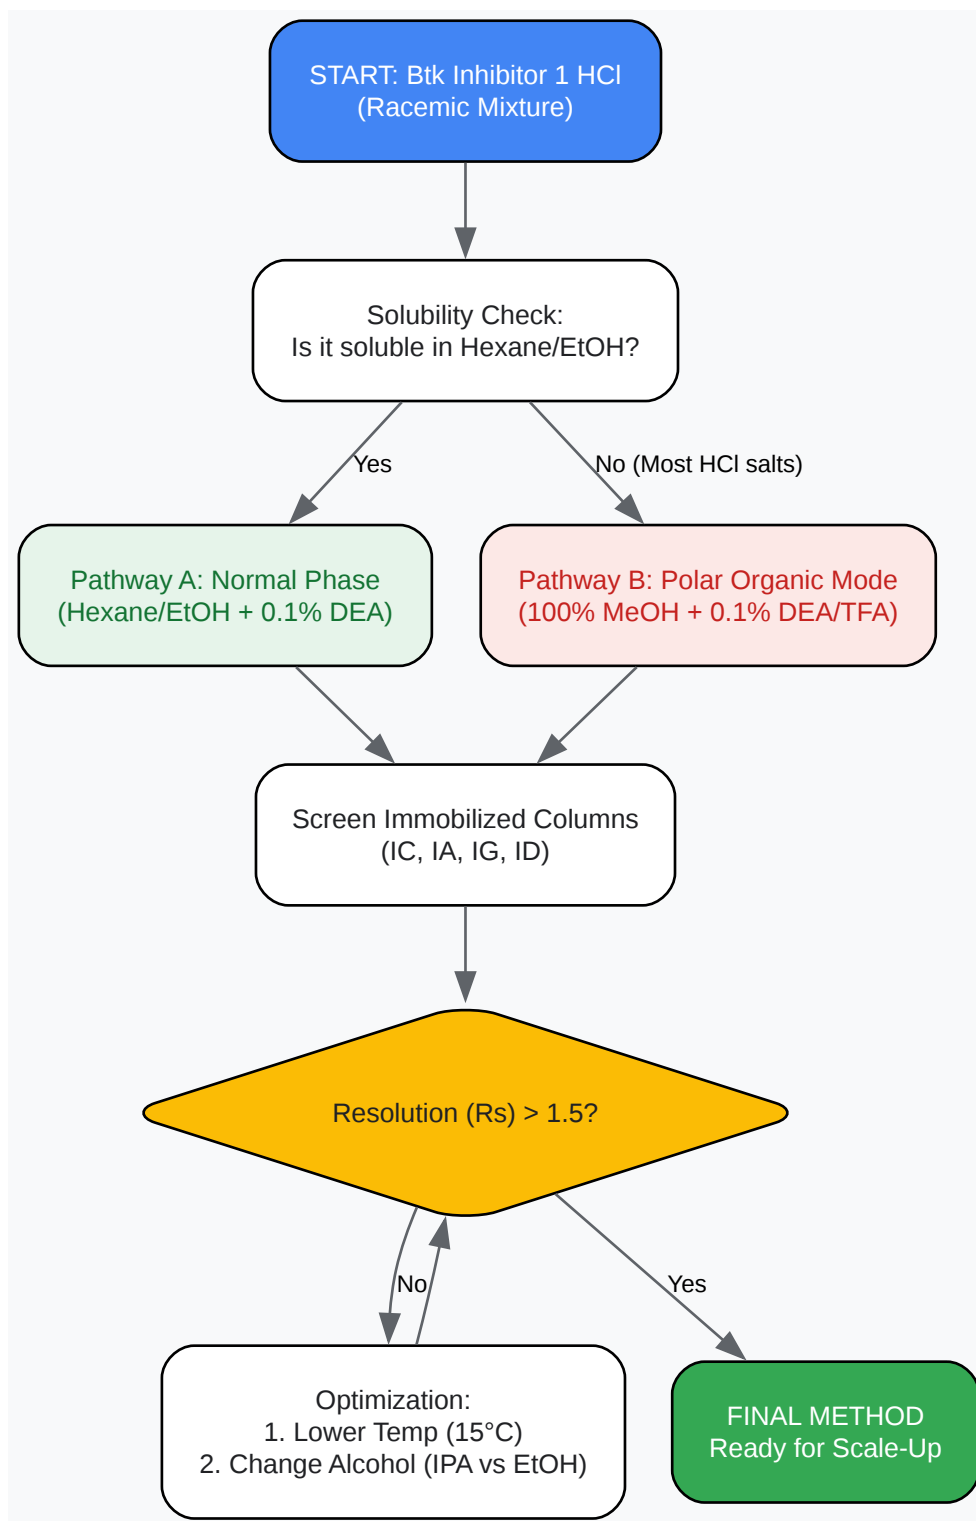 START: Btk Inhibitor 1 HCl
(Racemic Mixture)
Solubility Check:
Is it soluble in Hexane/EtOH?
Yes
No (Most HCl salts)
Pathway A: Normal Phase
(Hexane/EtOH + 0.1% DEA)
Pathway B: Polar Organic Mode
(100% MeOH + 0.1% DEA/TFA)
Screen Immobilized Columns
(IC, IA, IG, ID)
Resolution (Rs) > 1.5?
No
Yes
Optimization:
1. Lower Temp (15°C)
2. Change Alcohol (IPA vs EtOH)
FINAL METHOD
Ready for Scale-Up